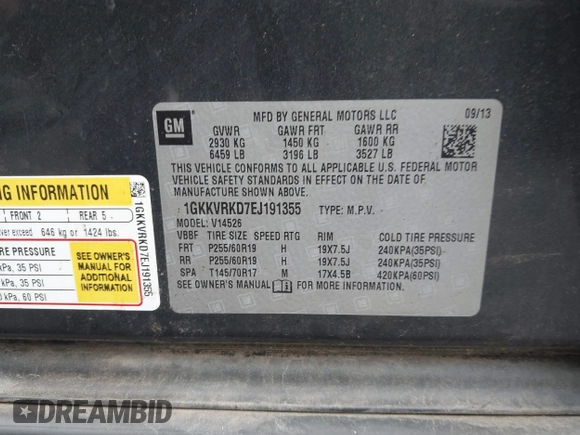 GM
MFD BY GENERAL MOTORS LLC 09/13
GVWR GAWR FRT GAWR RR
2930 KG 1450 KG 1600 KG
6459 LB 3196 LB 3527 LB
THIS VEHICLE CONFORMS TO ALL APPLICABLE U.S. FEDERAL MOTOR
VEHICLE SAFETY STANDARDS IN EFFECT ON THE DATE OF
MANUFACTURE SHOWN ABOVE.
1GKKVRKD7EJ191355 TYPE: M.P.V.
MODEL: V14526
VBBF TIRE SIZE SPEED RTG RIM COLD TIRE PRESSURE
FRT P255/60R19 H 19X7.5J 240KPA(35PSI)
RR P255/60R19 H 19X7.5J 240KPA(35PSI)
SPA T145/70R17 M 17X4.5B 420KPA(60PSI)
SEE OWNER'S MANUAL FOR MORE INFORMATION.
NG INFORMATION
FRONT 2 REAR 5
ver exceed 646 kg or 1424 lbs.
RE PRESSURE
kPa, 35 PSI
kPa, 35 PSI
kPa, 60 PSI
SEE OWNER'S
MANUAL FOR
ADDITIONAL
INFORMATION
1GKKVRKD7EJ191355
DREAMBID